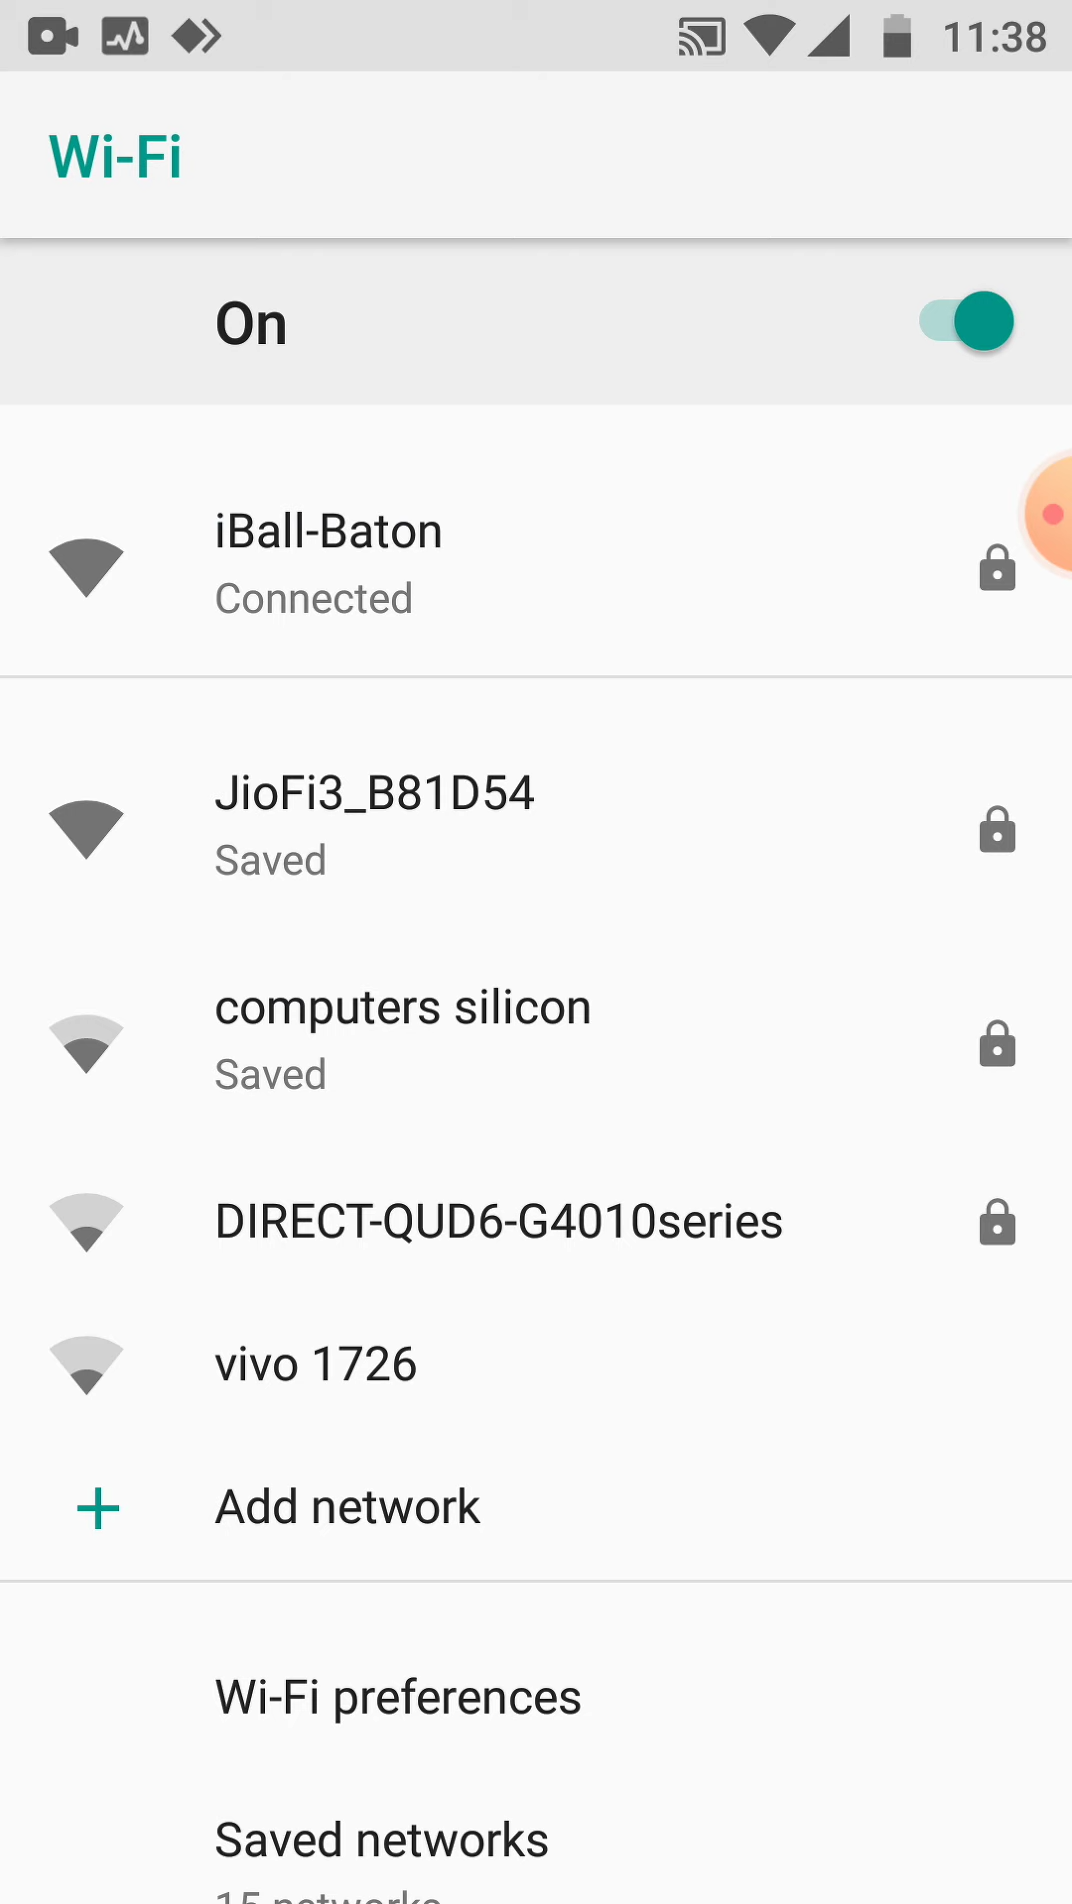 11:38
Wi-Fi
On
iBall-Baton
Connected
JioFi3_B81D54
Saved
computers silicon
Saved
DIRECT-QUD6-G4010series
vivo 1726
Add network
Wi-Fi preferences
Saved networks
15 networks